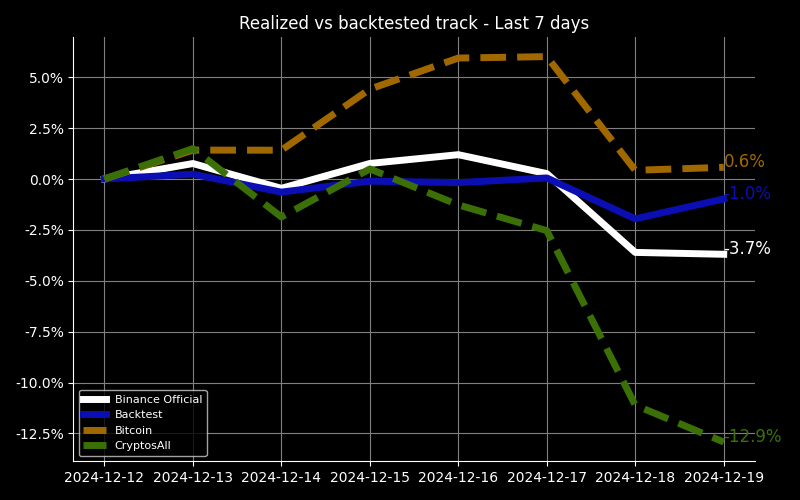 Realized vs backtested track - Last 7 days
5.0%
2.5%
0.0%
-2.5%
-5.0%
-7.5%
-10.0%
-12.5%
0.6%
-1.0%
-3.7%
-12.9%
Binance Official
Backtest
Bitcoin
CryptosAll
2024-12-12 2024-12-13 2024-12-14 2024-12-15 2024-12-16 2024-12-17 2024-12-18 2024-12-19